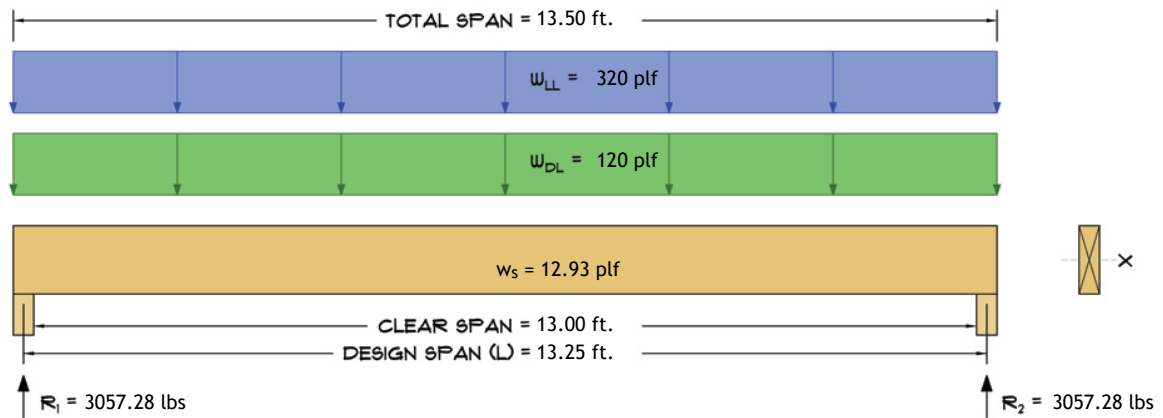 TOTAL SPAN = 13.50 ft.
WLL = 320 plf
WDL = 120 plf
ws = 12.93 plf
X
CLEAR SPAN = 13.00 ft.
DESIGN SPAN (L) = 13.25 ft.
R1 = 3057.28 lbs
R2 = 3057.28 lbs